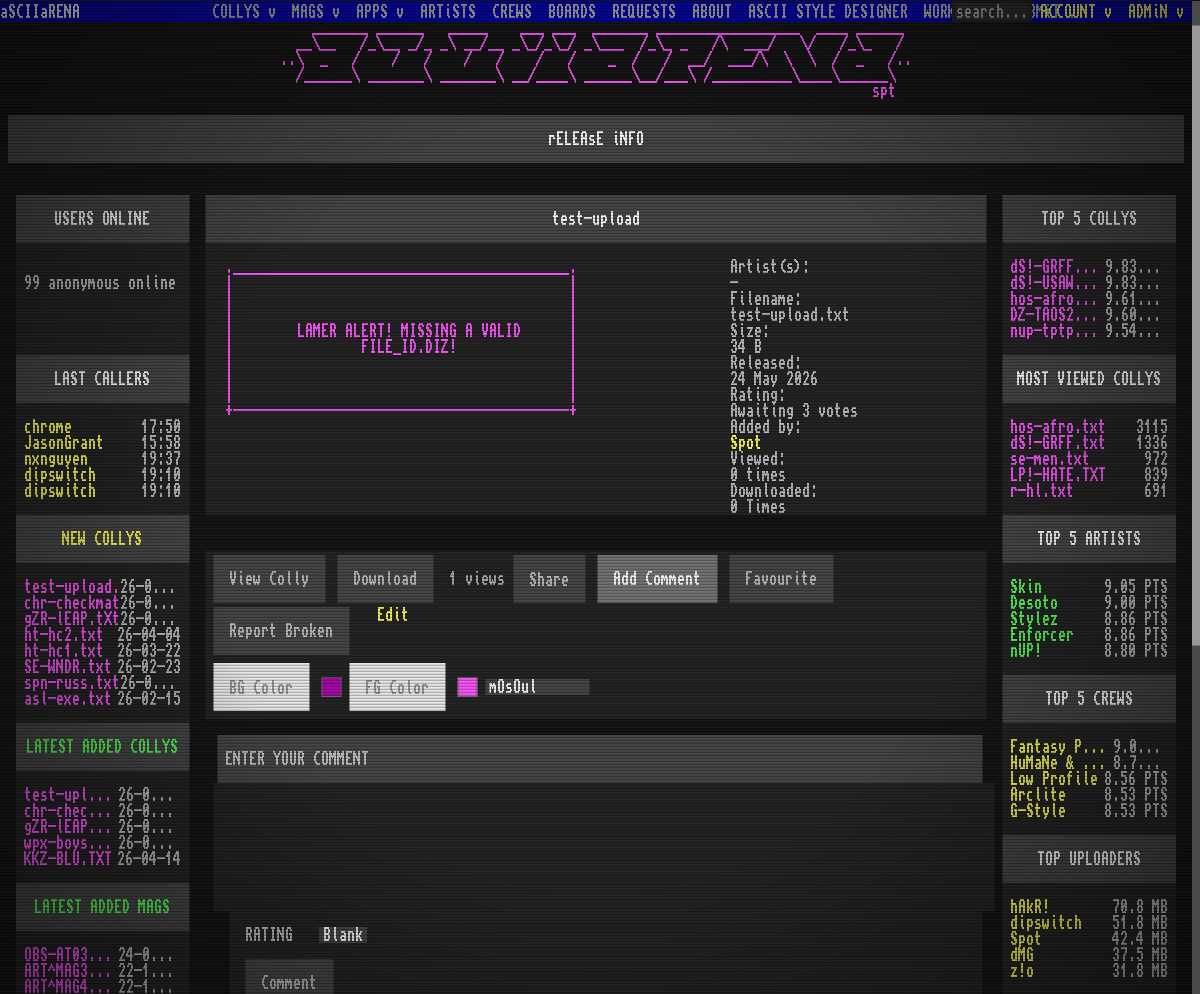 aSCIIaRENA COLLYS v MAGS v APPS v ARTiSTS CREWS BOARDS REQUESTS ABOUT ASCII STYLE DESIGNER search... ACCOUNT v ADMiN v
spt
rELEAsE iNFO
USERS ONLINE
99 anonymous online
LAST CALLERS
chrome 17:50
JasonGrant 15:58
nxnguyen 19:37
dipswitch 19:10
dipswitch 19:10
NEW COLLYS
test-upload.26-0...
chr-checkmat26-0...
gZR-lEAP.tXt26-0...
ht-hc2.txt 26-04-04
ht-hc1.txt 26-03-22
SE-WNDR.txt 26-02-23
spn-russ.txt26-0...
asl-exe.txt 26-02-15
LATEST ADDED COLLYS
test-upl... 26-0...
chr-chec... 26-0...
gZR-lEAP... 26-0...
wpx-boys... 26-0...
KKZ-BLU.TXT 26-04-14
LATEST ADDED MAGS
OBS-AT03... 24-0...
ART^MAG3... 22-1...
ART^MAG4... 22-1...
test-upload
LAMER ALERT! MISSING A VALID
FILE_ID.DIZ!
Artist(s):
-
Filename:
test-upload.txt
Size:
34 B
Released:
24 May 2026
Rating:
Awaiting 3 votes
Added by:
Spot
Viewed:
0 times
Downloaded:
0 Times
View Colly Download 1 views Share Add Comment Favourite
Edit
Report Broken
BG Color FG Color mOsOul
ENTER YOUR COMMENT
RATING Blank
Comment
TOP 5 COLLYS
dS!-GRFF... 9.83...
dS!-USAW... 9.83...
hos-afro... 9.61...
DZ-TAOS2... 9.60...
nup-tptp... 9.54...
MOST VIEWED COLLYS
hos-afro.txt 3115
dS!-GRFF.txt 1336
se-men.txt 972
LP!-HATE.TXT 839
r-hl.txt 691
TOP 5 ARTISTS
Skin 9.05 PTS
Desoto 9.00 PTS
Stylez 8.86 PTS
Enforcer 8.86 PTS
nUP! 8.80 PTS
TOP 5 CREWS
Fantasy P... 9.0...
HuMaNe & ... 8.7...
Low Profile 8.56 PTS
Arclite 8.53 PTS
G-Style 8.53 PTS
TOP UPLOADERS
hAkR! 70.8 MB
dipswitch 51.8 MB
Spot 42.4 MB
dMG 37.5 MB
z!o 31.8 MB